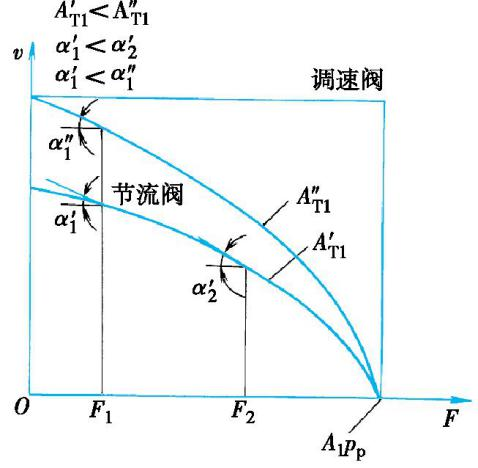 A′T1<A″T1
α′1<α′2
α′1<α″1
v
调速阀
α″1
节流阀
A″T1
α′1
A′T1
α′2
O
F1
F2
F
A1pp